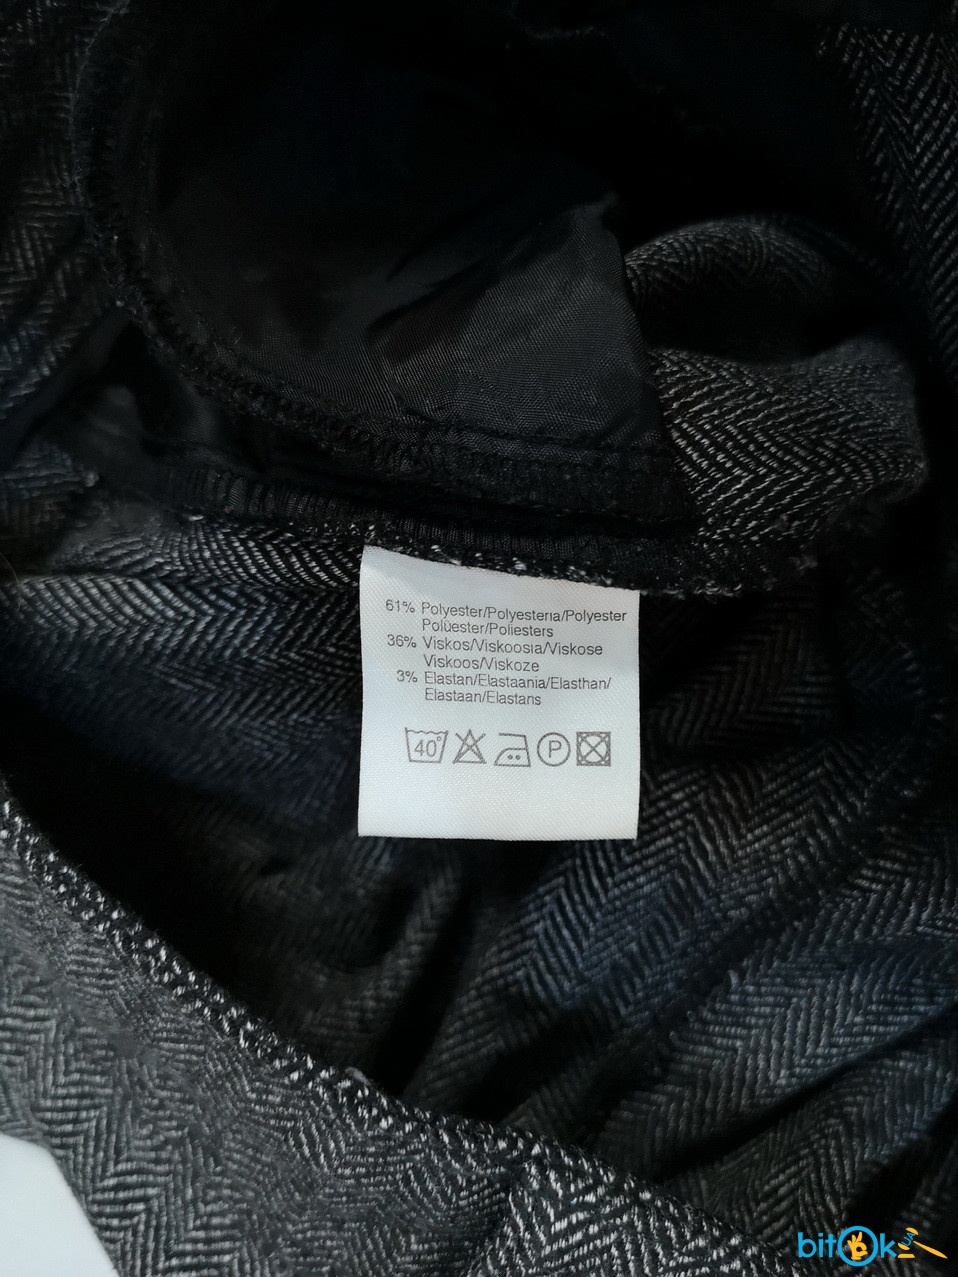 61% Polyester/Polyesteria/Polyester
Polüester/Poliesters
36% Viskos/Viskoosia/Viskose
Viskoos/Viskoze
3% Elastan/Elastaania/Elasthan/
Elastaan/Elastans
40°
P
bitOk
UA